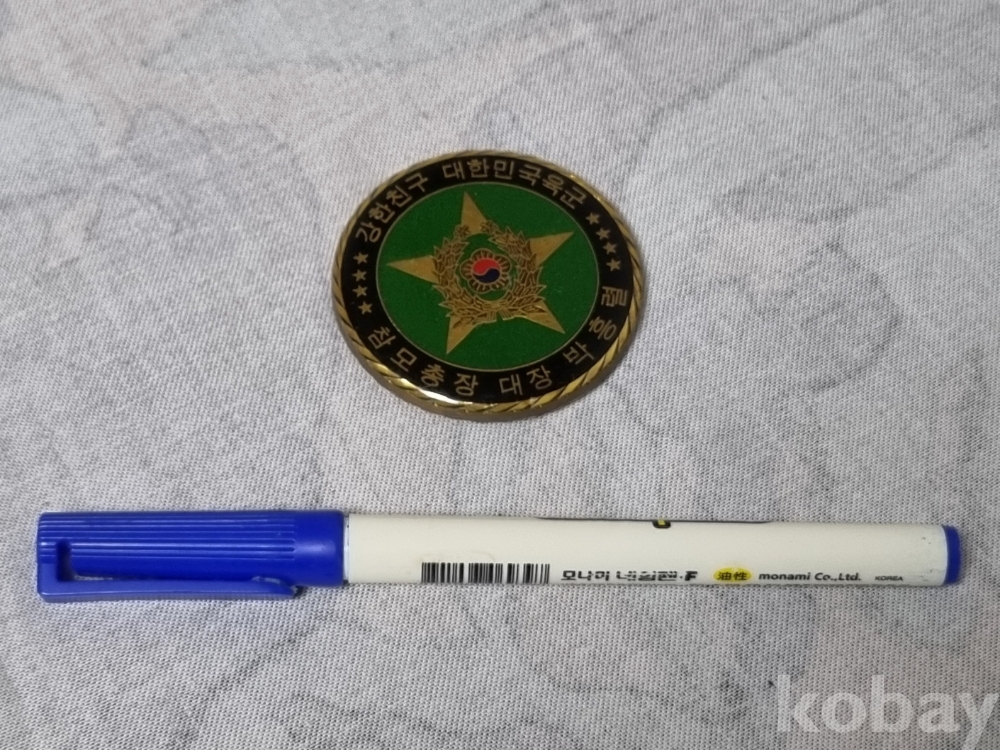 강한친구 대한민국육군
참모총장 대장 박흥렬
모나미 네임펜·F 油性 monami Co.,Ltd. KOREA
kobay